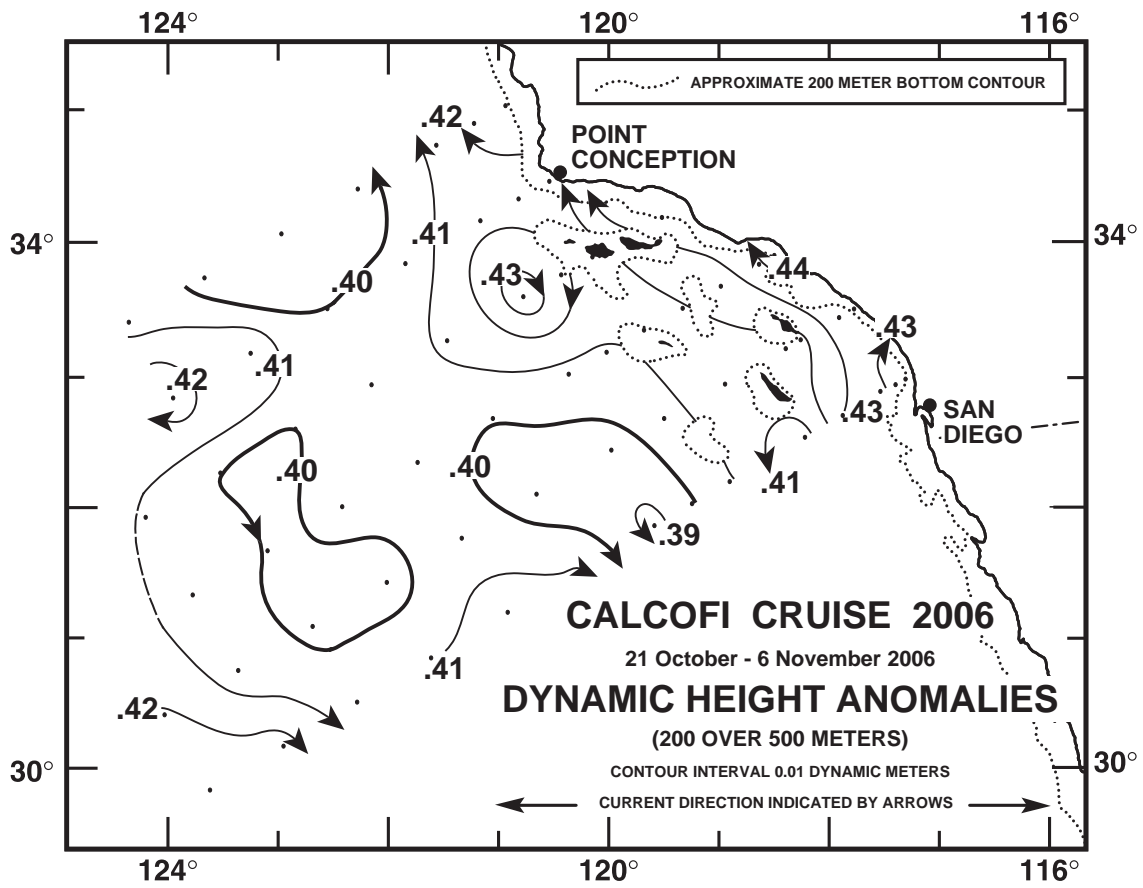 124° 120° 116°
APPROXIMATE 200 METER BOTTOM CONTOUR
.42
POINT
CONCEPTION
34° .41 34°
.43 .44
.40
.43
.41
.42
.43 SAN
DIEGO
.40 .40
.41
.39
CALCOFI CRUISE 2006
21 October - 6 November 2006
.41
DYNAMIC HEIGHT ANOMALIES
.42
(200 OVER 500 METERS)
30° CONTOUR INTERVAL 0.01 DYNAMIC METERS 30°
CURRENT DIRECTION INDICATED BY ARROWS
124° 120° 116°